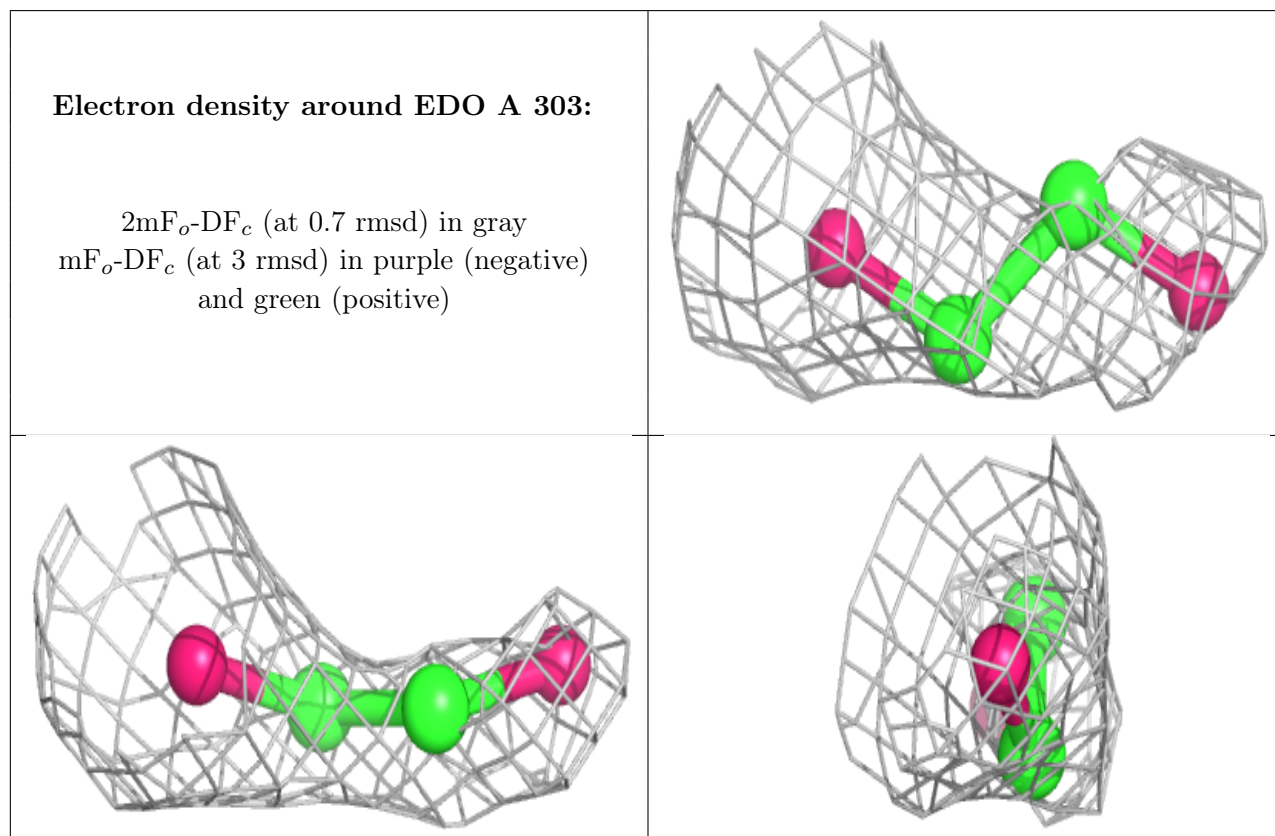 Electron density around EDO A 303:
2mFo-DFc (at 0.7 rmsd) in gray
mFo-DFc (at 3 rmsd) in purple (negative)
and green (positive)